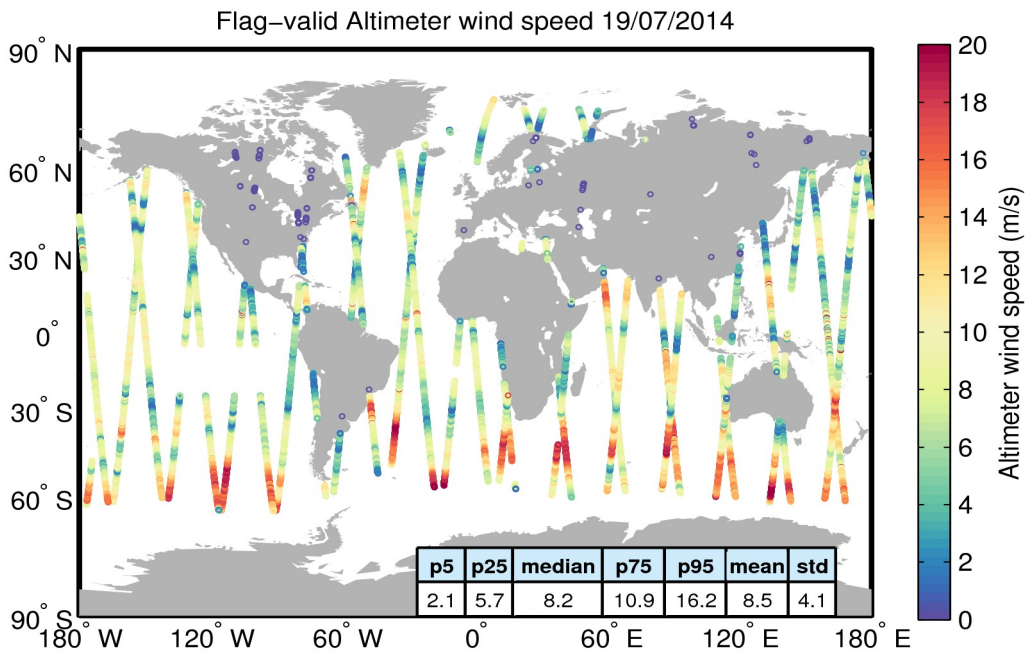 Flag−valid Altimeter wind speed 19/07/2014
90° N
60° N
30° N
0°
30° S
60° S
90° S
180° W
120° W
60° W
0°
60° E
120° E
180° E
p5 p25 median p75 p95 mean std
2.1 5.7 8.2 10.9 16.2 8.5 4.1
20
18
16
14
12
10
8
6
4
2
0
Altimeter wind speed (m/s)